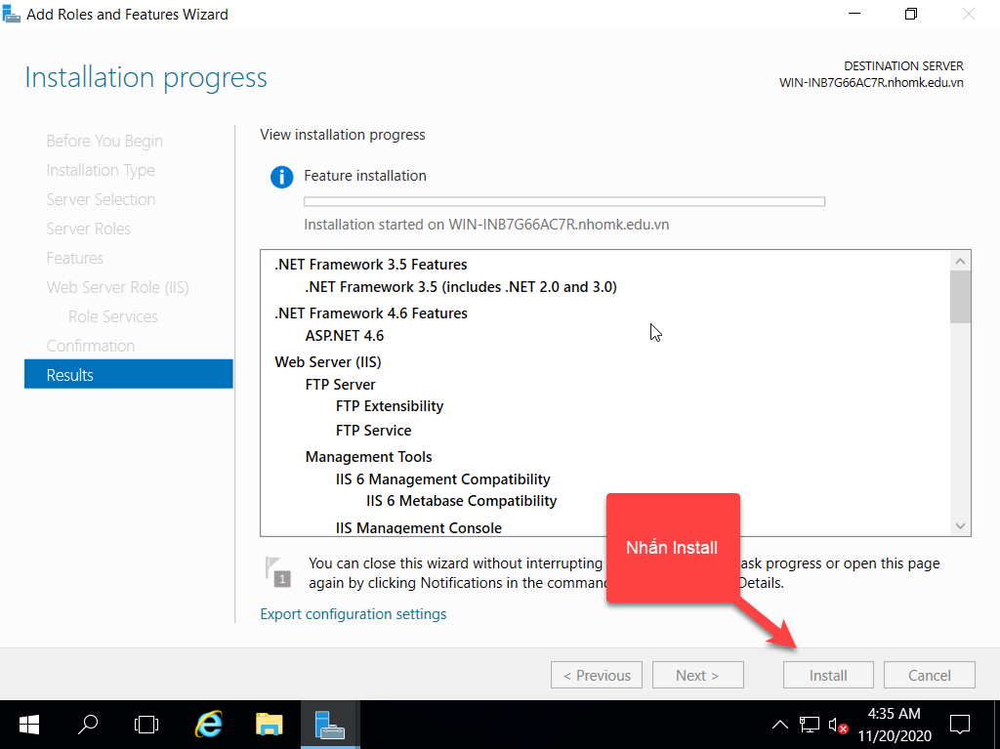 Add Roles and Features Wizard
Installation progress
DESTINATION SERVER
WIN-INB7G66AC7R.nhomk.edu.vn
Before You Begin
Installation Type
Server Selection
Server Roles
Features
Web Server Role (IIS)
Role Services
Confirmation
Results
View installation progress
Feature installation
Installation started on WIN-INB7G66AC7R.nhomk.edu.vn
.NET Framework 3.5 Features
.NET Framework 3.5 (includes .NET 2.0 and 3.0)
.NET Framework 4.6 Features
ASP.NET 4.6
Web Server (IIS)
FTP Server
FTP Extensibility
FTP Service
Management Tools
IIS 6 Management Compatibility
IIS 6 Metabase Compatibility
IIS Management Console
Nhấn Install
1
You can close this wizard without interrupting ask progress or open this page
again by clicking Notifications in the comman Details.
Export configuration settings
< Previous
Next >
Install
Cancel
4:35 AM
11/20/2020